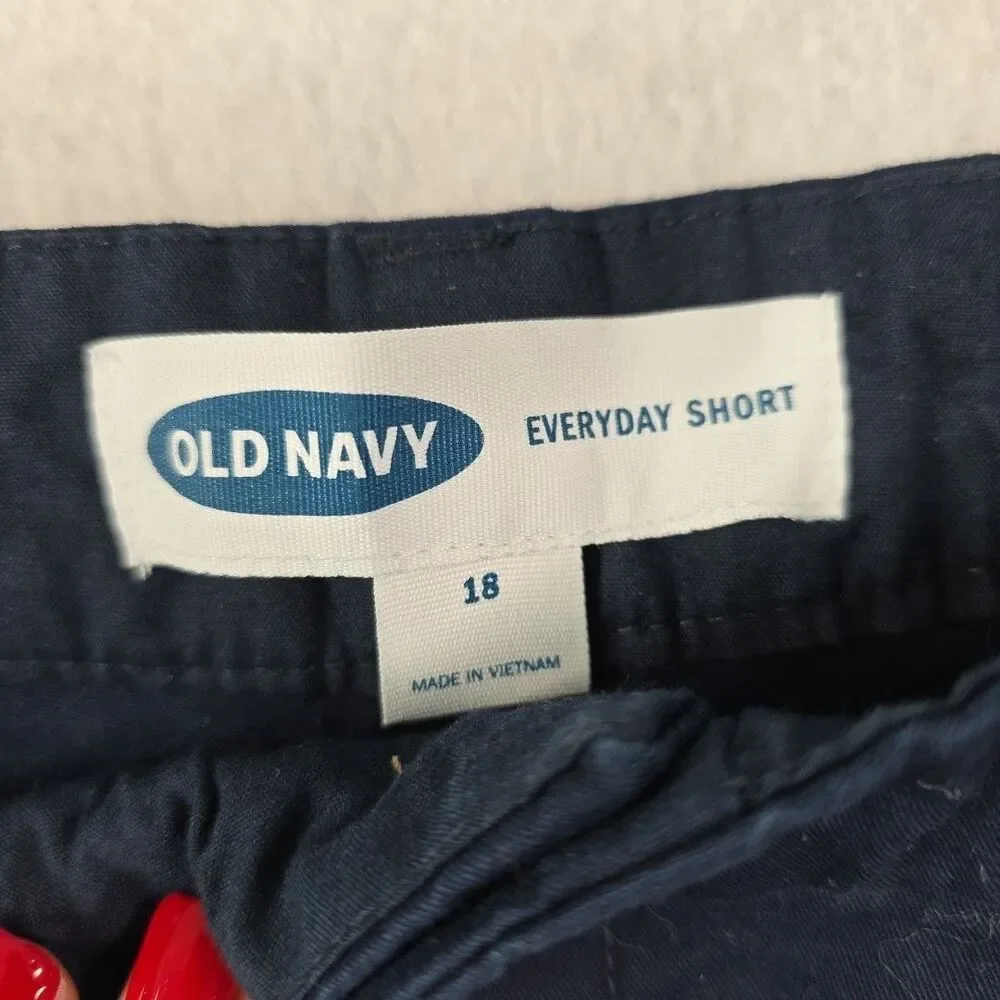 OLD NAVY
EVERYDAY SHORT
18
MADE IN VIETNAM